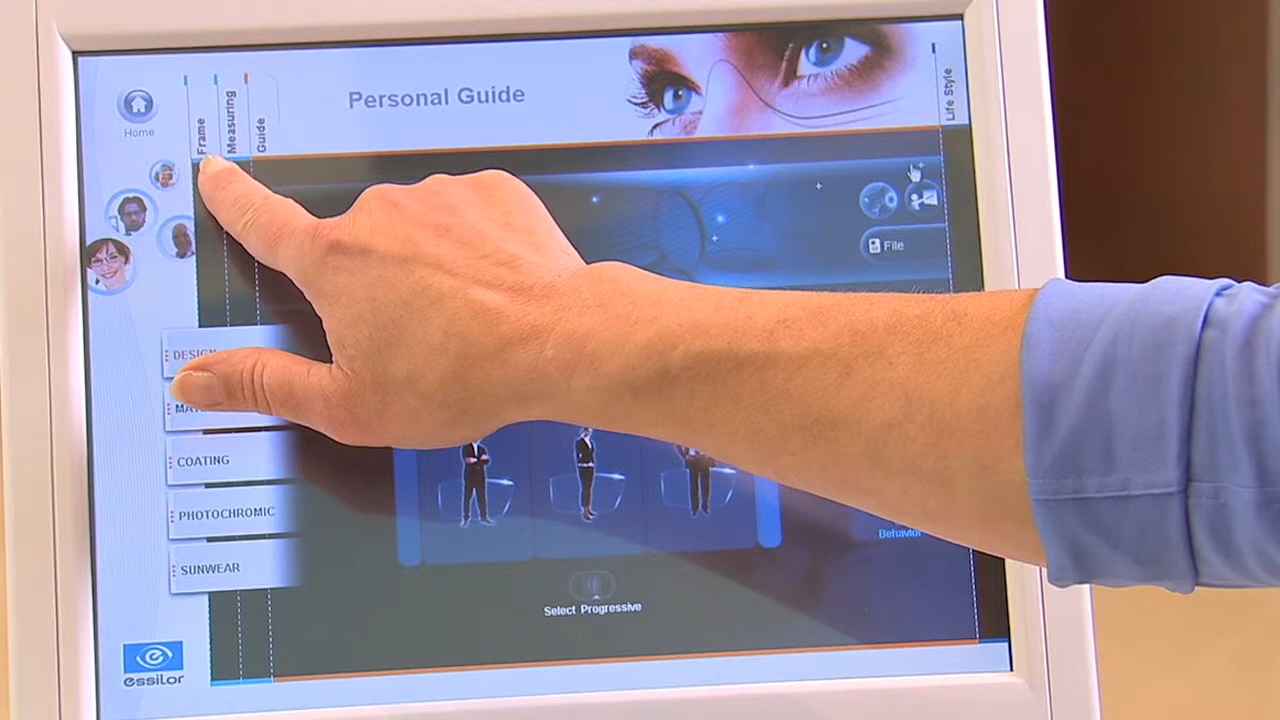 Personal Guide
Home
Frame
Measuring
Guide
Life Style
File
DESIGN
COATING
PHOTOCHROMIC
SUNWEAR
Behavior
Select Progressive
essilor